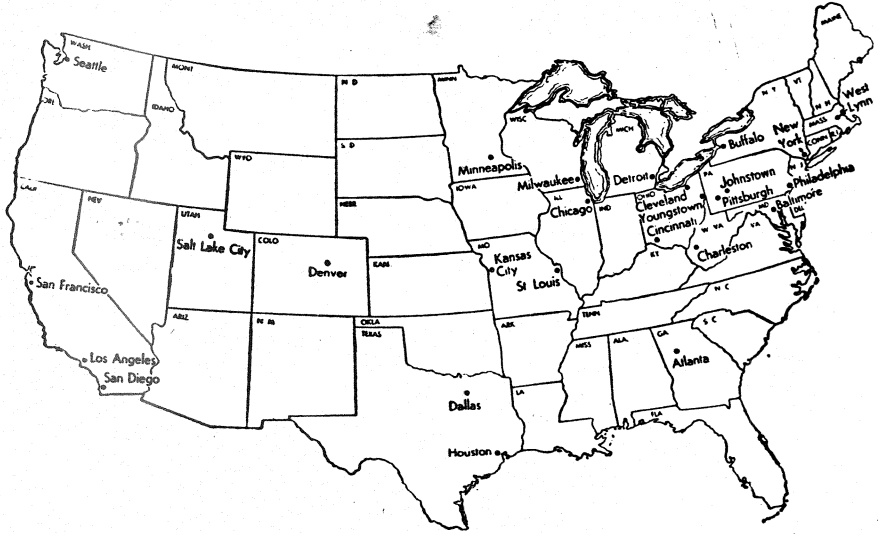 MAINE
WASH
Seattle
MONT
N D
MINN
N Y
VT
N H
ORE
IDAHO
WISC
MICH
MASS
West
Lynn
S D
WYO
Minneapolis
Buffalo
New
York
CONN
R I
CALIF
NEV
NEBR
IOWA
Milwaukee
Detroit
PA
N J
Johnstown
Pittsburgh
Philadelphia
UTAH
ILL
IND
OHIO
Chicago
Cleveland
Youngstown
Cincinnati
MD
Baltimore
DEL
Salt Lake City
COLO
Denver
KAN
MO
Kansas
City
St Louis
KY
W VA
VA
Charleston
San Francisco
ARIZ
N M
OKLA
TEXAS
ARK
TENN
N C
S C
MISS
ALA
GA
Atlanta
Los Angeles
San Diego
Dallas
LA
FLA
Houston